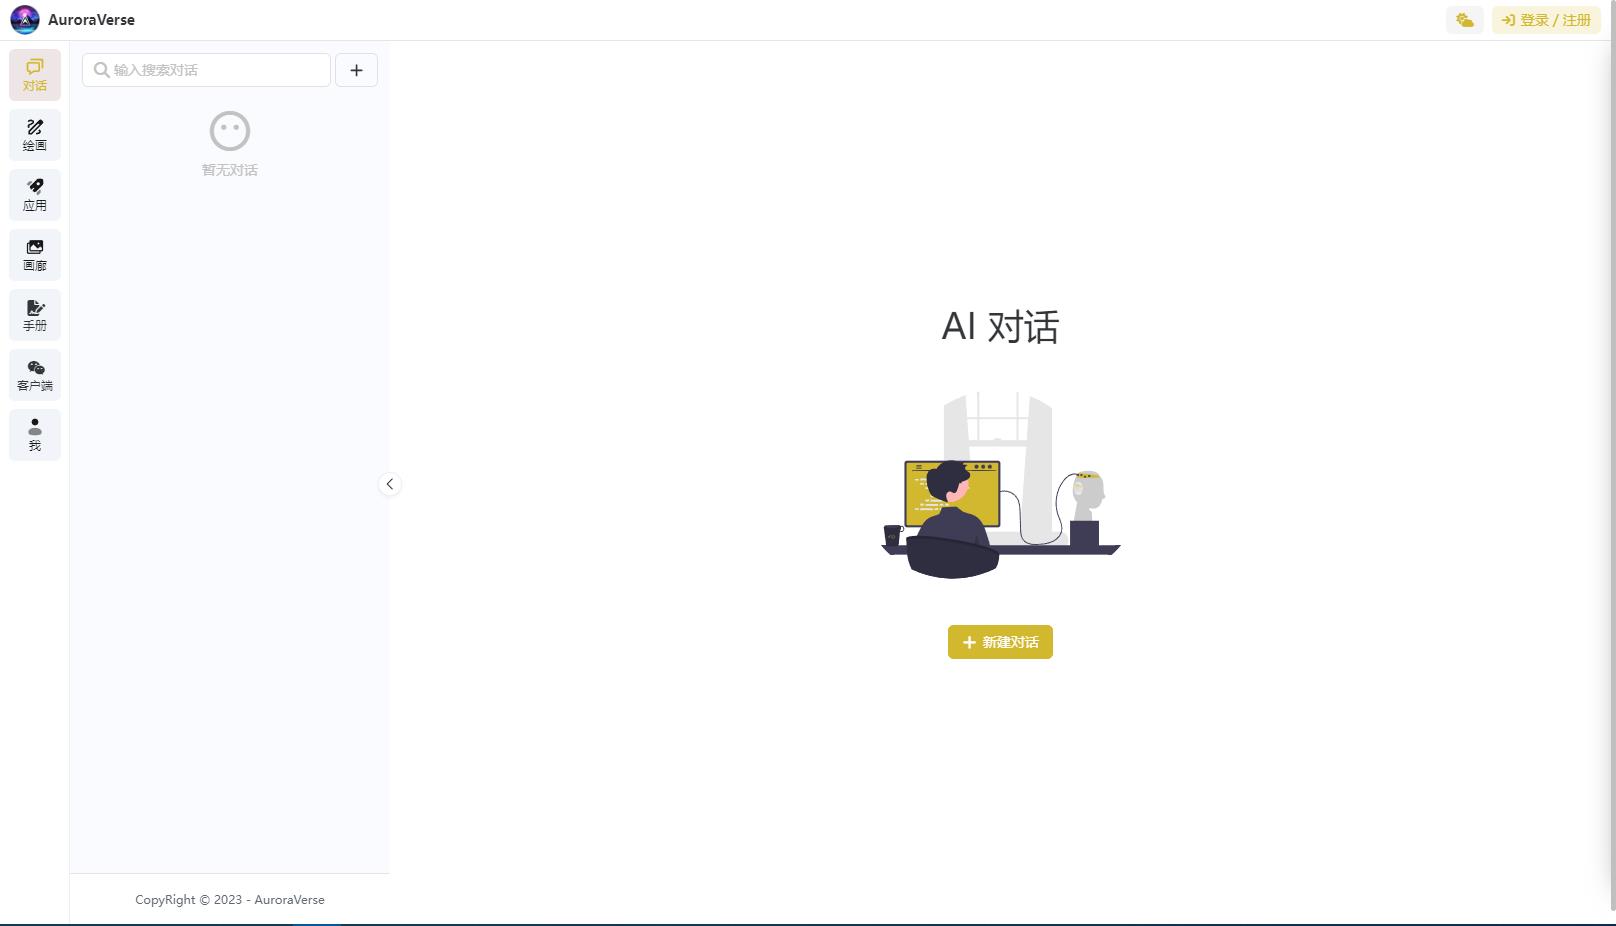 AuroraVerse
登录 / 注册
对话
绘画
应用
画廊
手册
客户端
我
输入搜索对话
暂无对话
AI 对话
新建对话
CopyRight © 2023 - AuroraVerse